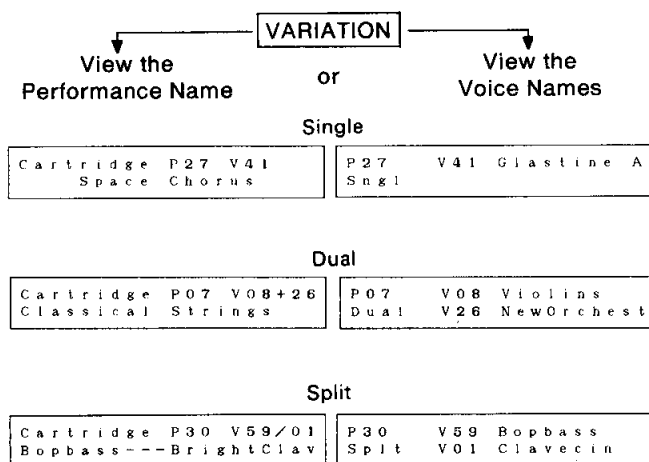 VARIATION
View the
Performance Name
or
View the
Voice Names
Single
Cartridge P27 V41
Space Chorus
P27 V41 Glastine A
Sngl
Dual
Cartridge P07 V08+26
Classical Strings
P07 V08 Violins
Dual V26 NewOrchest
Split
Cartridge P30 V59/01
Bopbass---BrightClav
P30 V59 Bopbass
Splt V01 Clavecin